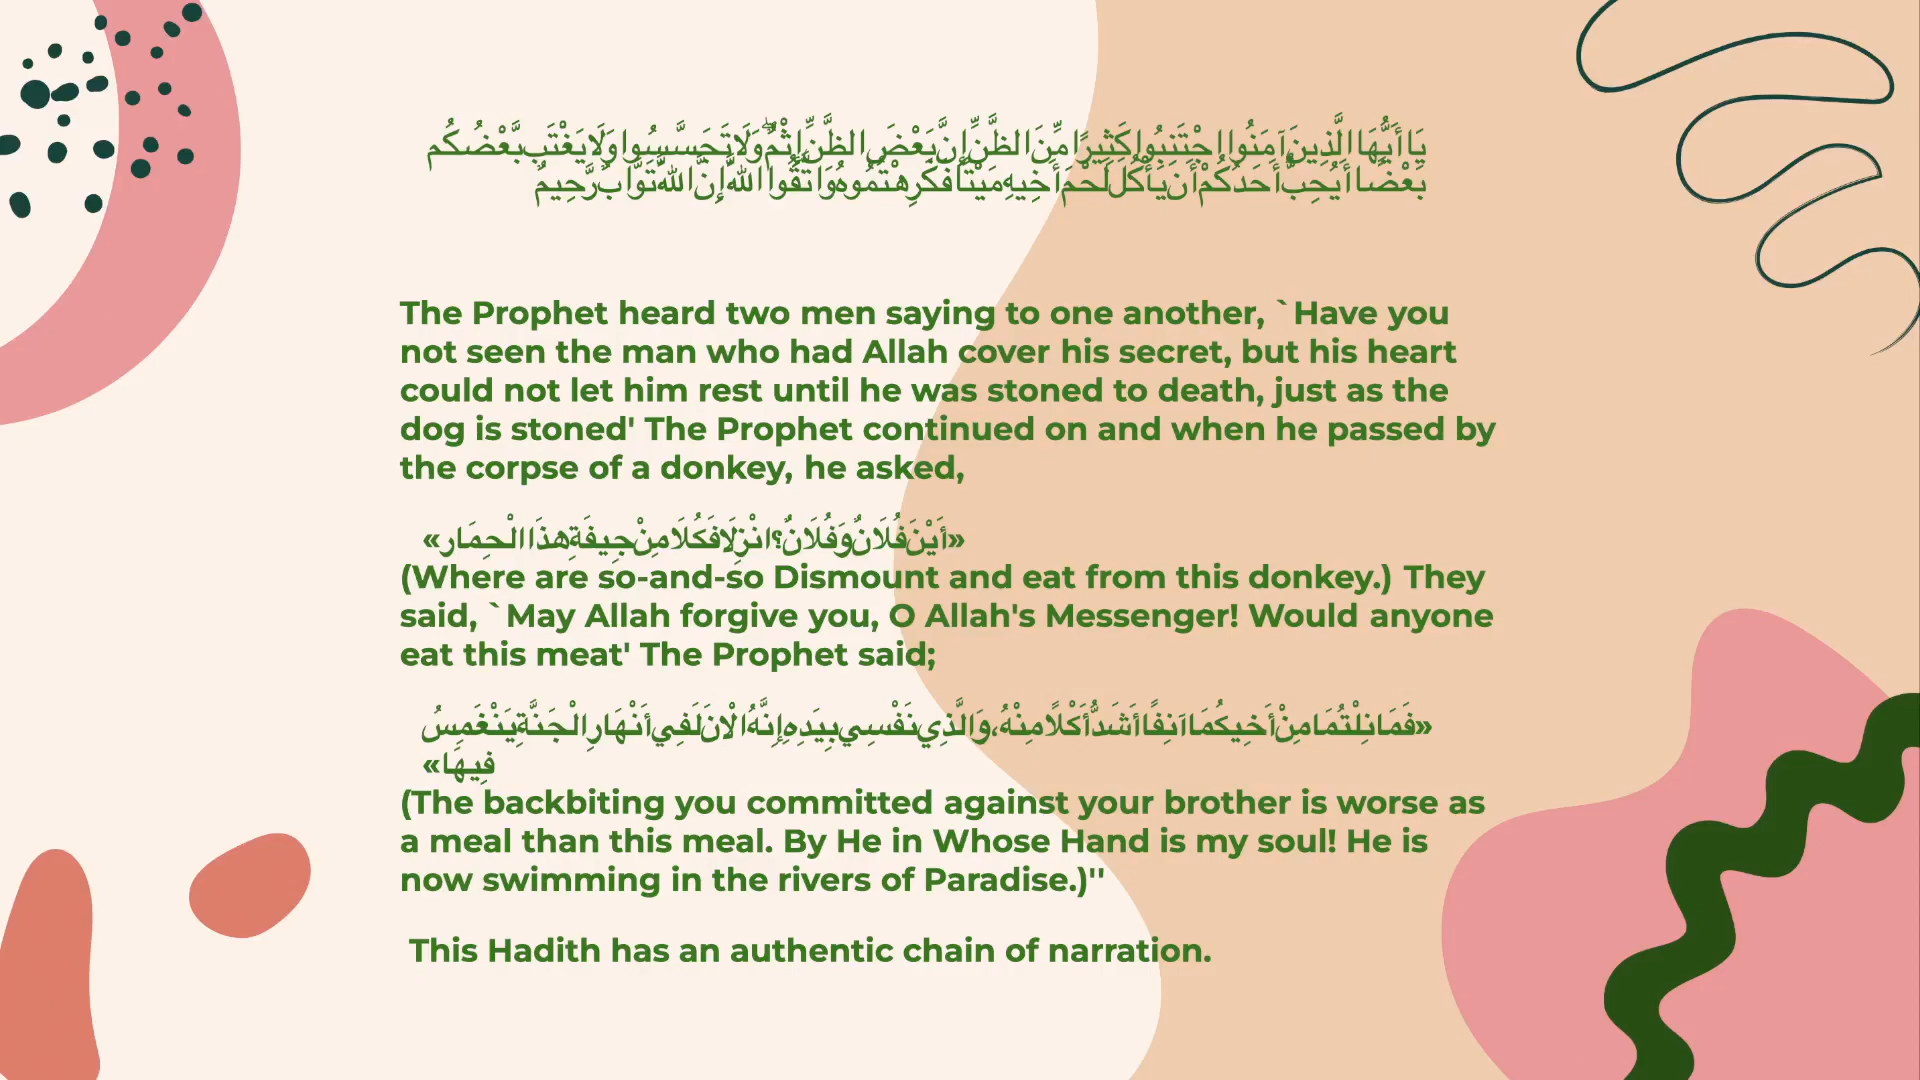 يَا أَيُّهَا الَّذِينَ آمَنُوا اجْتَنِبُوا كَثِيرًا مِّنَ الظَّنِّ إِنَّ بَعْضَ الظَّنِّ إِثْمٌ ۖ وَلَا تَجَسَّسُوا وَلَا يَغْتَب بَّعْضُكُم
بَعْضًا أَيُحِبُّ أَحَدُكُمْ أَن يَأْكُلَ لَحْمَ أَخِيهِ مَيْتًا فَكَرِهْتُمُوهُ وَاتَّقُوا اللَّهَ إِنَّ اللَّهَ تَوَّابٌ رَّحِيمٌ
The Prophet heard two men saying to one another, `Have you
not seen the man who had Allah cover his secret, but his heart
could not let him rest until he was stoned to death, just as the
dog is stoned' The Prophet continued on and when he passed by
the corpse of a donkey, he asked,
«أَيْنَ فُلَانٌ وَفُلَانٌ؟ انْزِلَا فَكُلَا مِنْ جِيفَةِ هذَا الْحِمَار»
(Where are so-and-so Dismount and eat from this donkey.) They
said, `May Allah forgive you, O Allah's Messenger! Would anyone
eat this meat' The Prophet said;
«فَمَا نِلْتُمَا مِنْ أَخِيكُمَا آنِفًا أَشَدُّ أَكْلًا مِنْهُ، وَالَّذِي نَفْسِي بِيَدِهِ إِنَّهُ الْانَ لَفِي أَنْهَارِ الْجَنَّةِ يَنْغَمِسُ
فِيهَا»
(The backbiting you committed against your brother is worse as
a meal than this meal. By He in Whose Hand is my soul! He is
now swimming in the rivers of Paradise.)''
This Hadith has an authentic chain of narration.